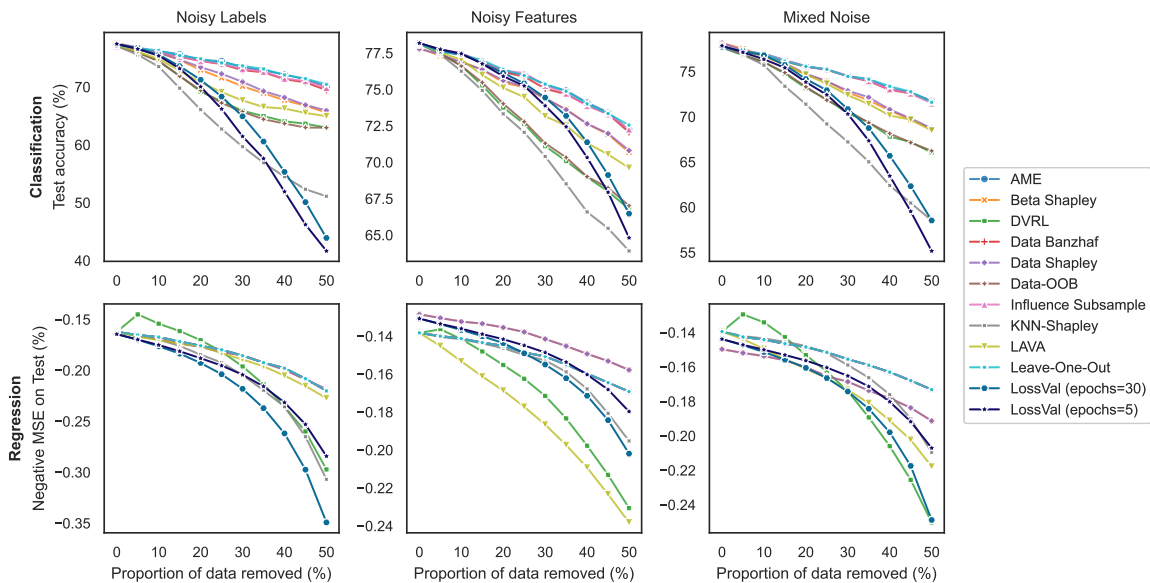 Noisy Labels
Noisy Features
Mixed Noise
Classification
Test accuracy (%)
70
60
50
40
77.5
75.0
72.5
70.0
67.5
65.0
75
70
65
60
55
0 10 20 30 40 50
0 10 20 30 40 50
0 10 20 30 40 50
Regression
Negative MSE on Test (%)
−0.15
−0.20
−0.25
−0.30
−0.35
−0.14
−0.16
−0.18
−0.20
−0.22
−0.24
−0.14
−0.16
−0.18
−0.20
−0.22
−0.24
0 10 20 30 40 50
0 10 20 30 40 50
0 10 20 30 40 50
Proportion of data removed (%)
Proportion of data removed (%)
Proportion of data removed (%)
AME
Beta Shapley
DVRL
Data Banzhaf
Data Shapley
Data-OOB
Influence Subsample
KNN-Shapley
LAVA
Leave-One-Out
LossVal (epochs=30)
LossVal (epochs=5)